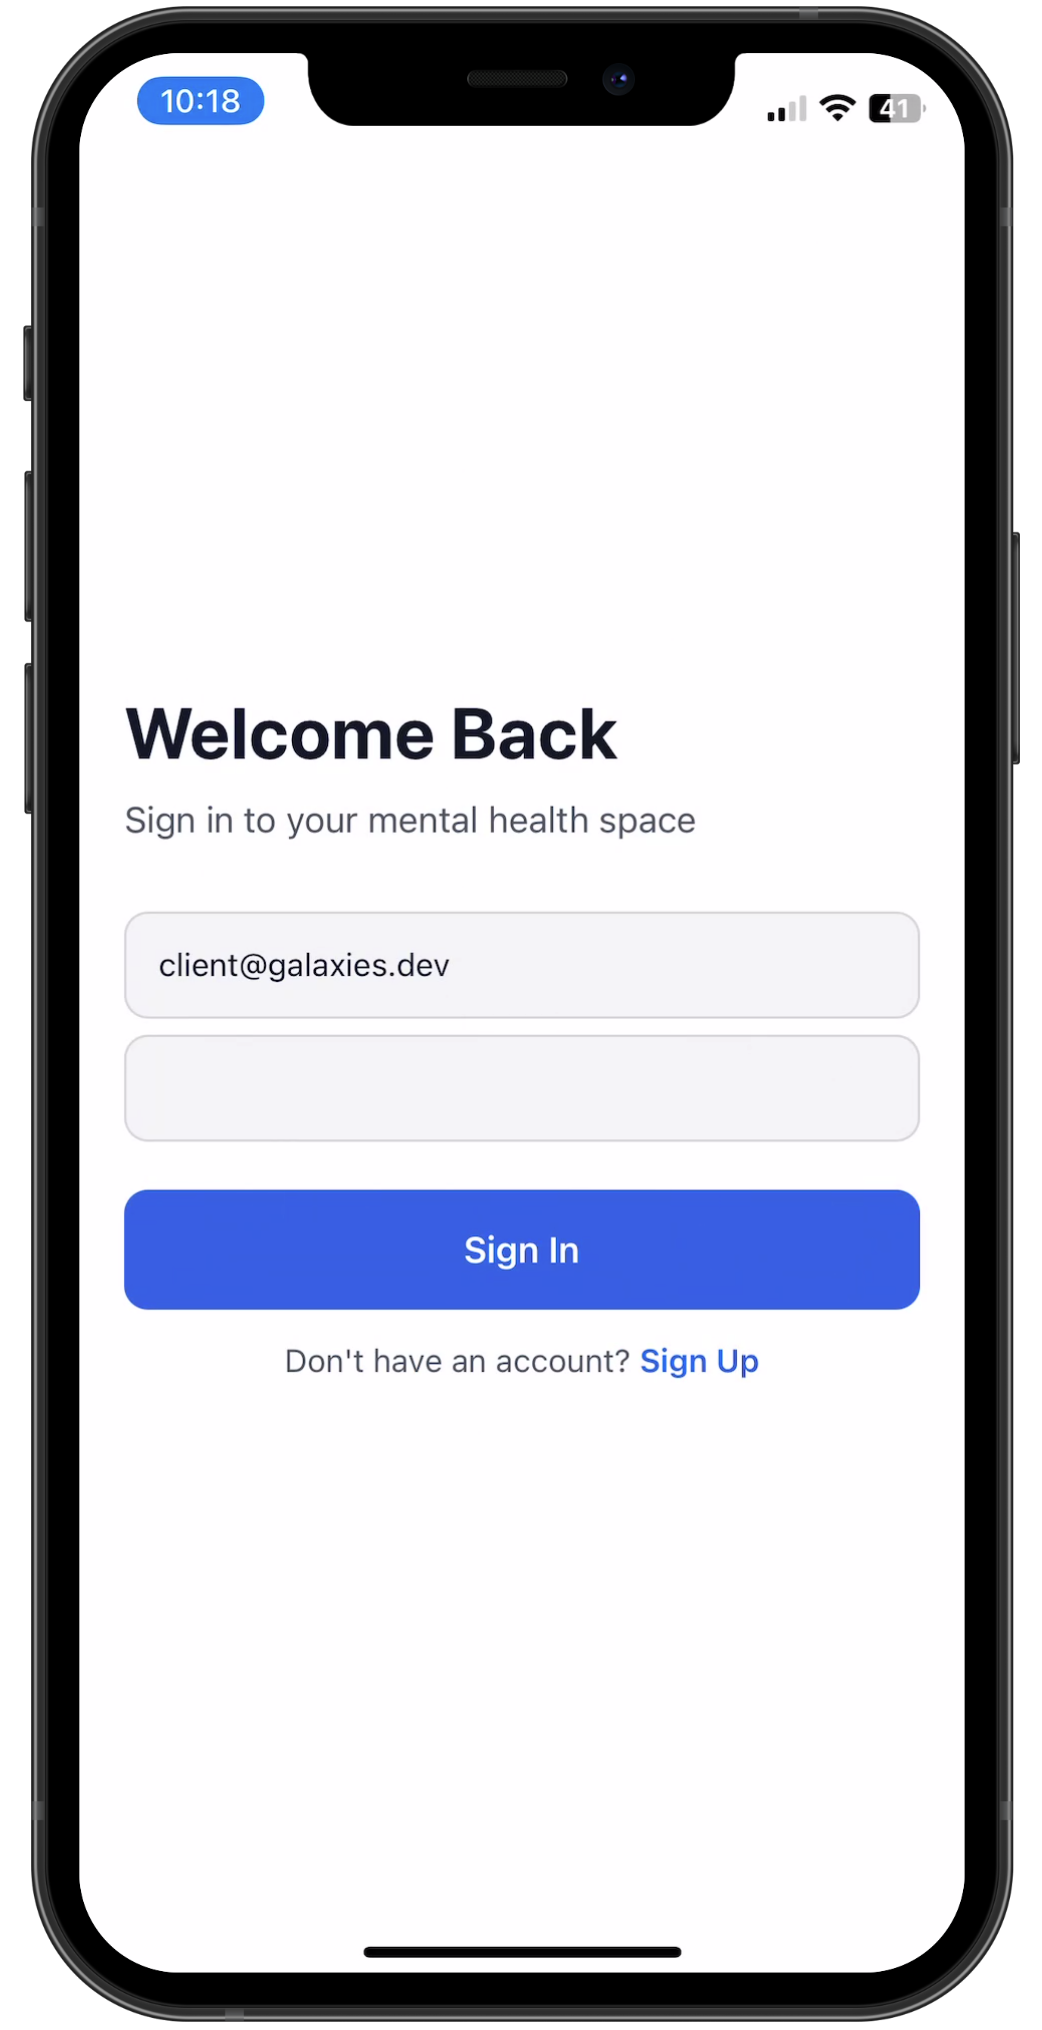 10:18
41
Welcome Back
Sign in to your mental health space
client@galaxies.dev
Sign In
Don't have an account? Sign Up